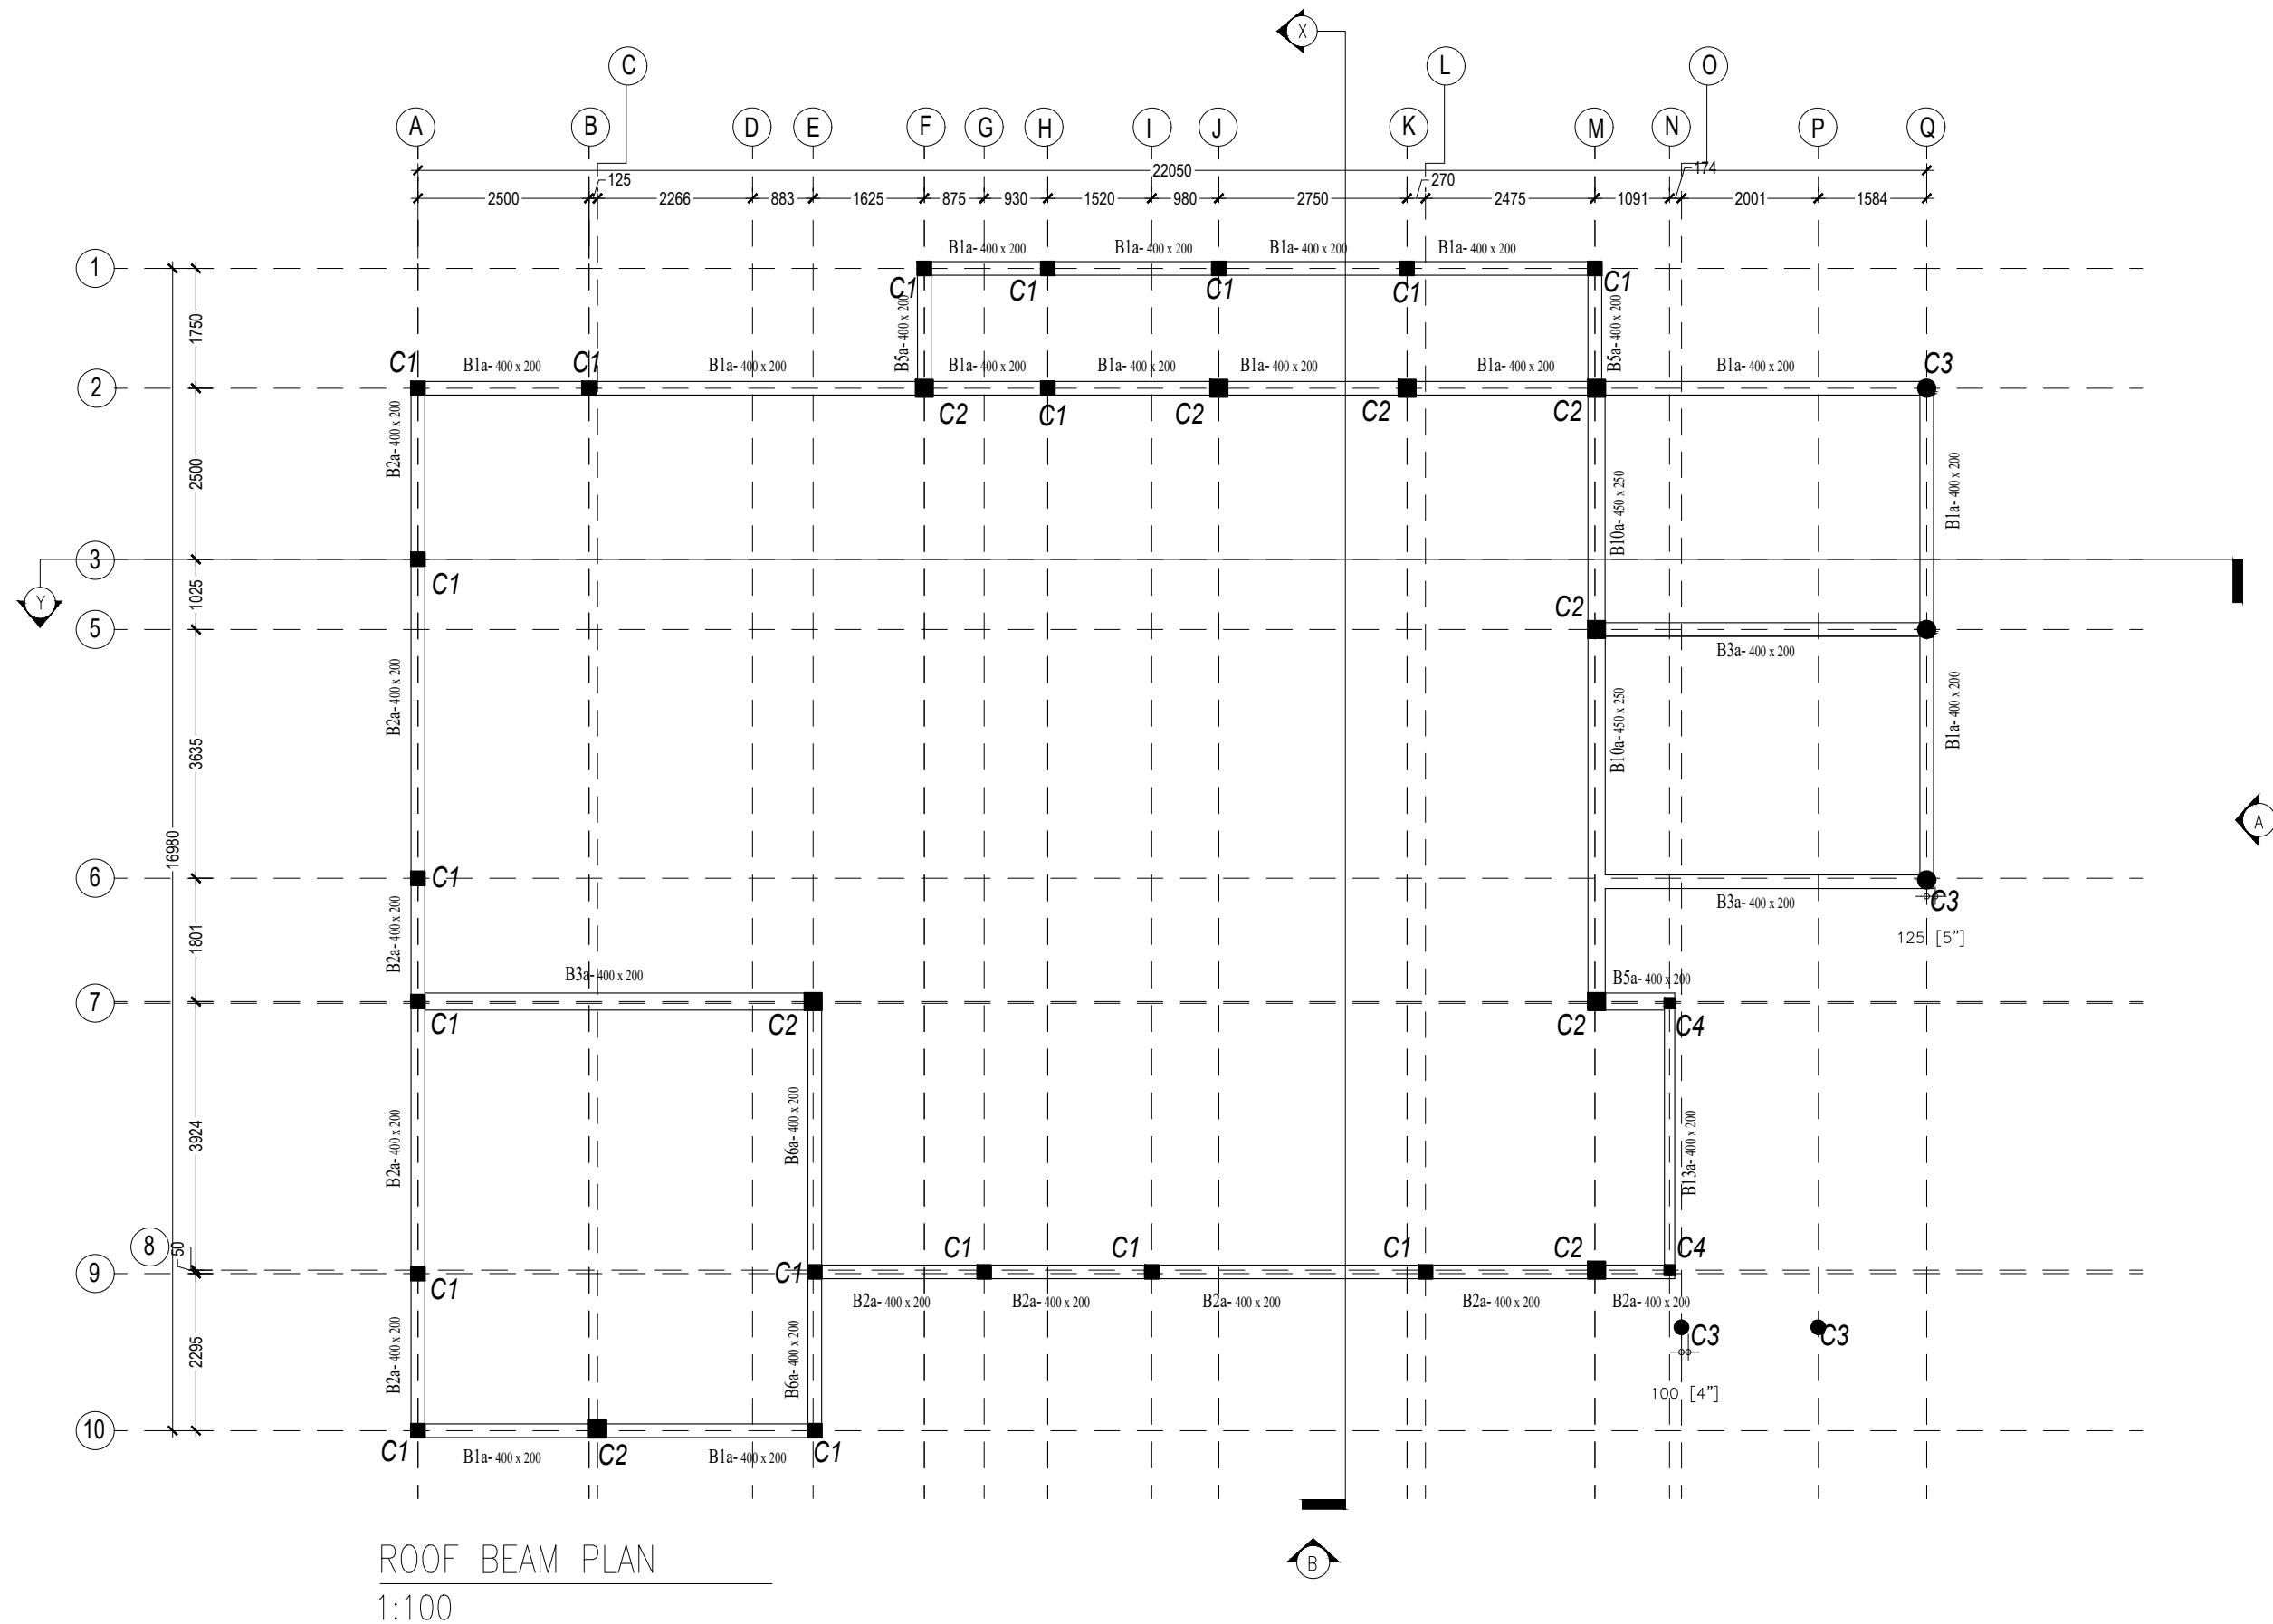 X
C L O
A B D E F G H I J K M N P Q
22050
174
125
270
2500 2266 883 1625 875 930 1520 980 2750 2475 1091 2001 1584
B1a- 400 x 200 B1a- 400 x 200 B1a- 400 x 200 B1a- 400 x 200
1
C1 C1 C1 C1 C1
1750
B5a- 400 x 200 B5a- 400 x 200
C1 B1a- 400 x 200 C1 B1a- 400 x 200 B1a- 400 x 200 B1a- 400 x 200 B1a- 400 x 200 B1a- 400 x 200 B1a- 400 x 200 C3
2
C2 C1 C2 C2 C2
B2a- 400 x 200
2500
B10a- 450 x 250
B1a- 400 x 200
3
C1
Y
1025
C2
5
B3a- 400 x 200
B2a- 400 x 200
3635
B10a- 450 x 250
B1a- 400 x 200
A
16980
6
C1
C3
B3a- 400 x 200
125 [5"]
1801
B2a- 400 x 200
B3a- 400 x 200
B5a- 400 x 200
7
C1 C2 C2 C4
3924
B2a- 400 x 200
B6a- 400 x 200
B13a- 400 x 200
8
50
C1 C1 C1 C2 C4
9
C1
C1
B2a- 400 x 200 B2a- 400 x 200 B2a- 400 x 200 B2a- 400 x 200 B2a- 400 x 200
2295
B2a- 400 x 200
B6a- 400 x 200
C3 C3
100 [4"]
10
C1 B1a- 400 x 200 C2 B1a- 400 x 200 C1
B
ROOF BEAM PLAN
1:100